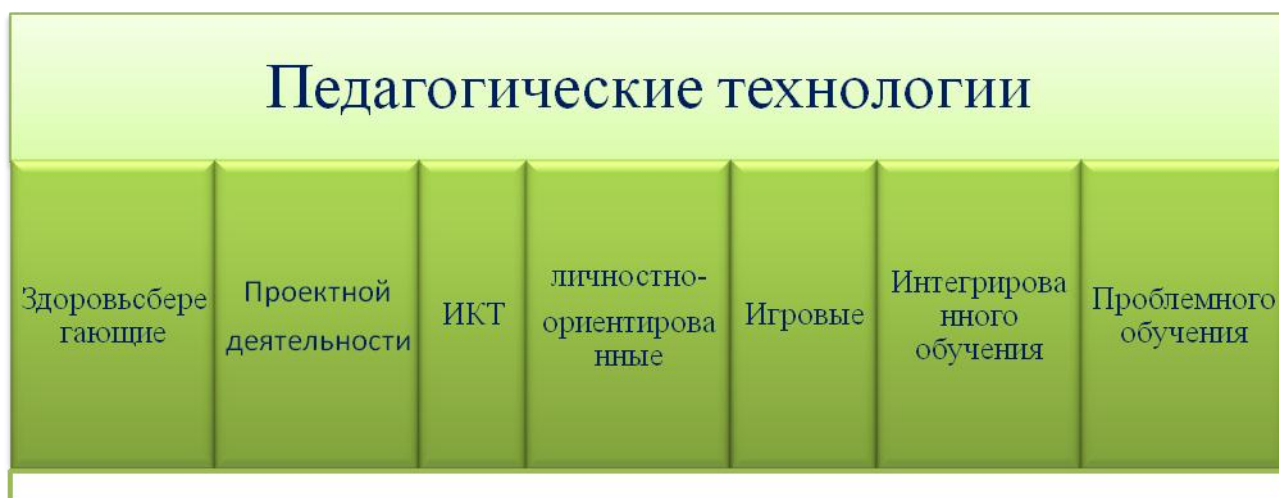 Педагогические технологии
Здоровьсбере
гающие
Проектной
деятельности
ИКТ
личностно-
ориентирова
нные
Игровые
Интегрирова
нного
обучения
Проблемного
обучения